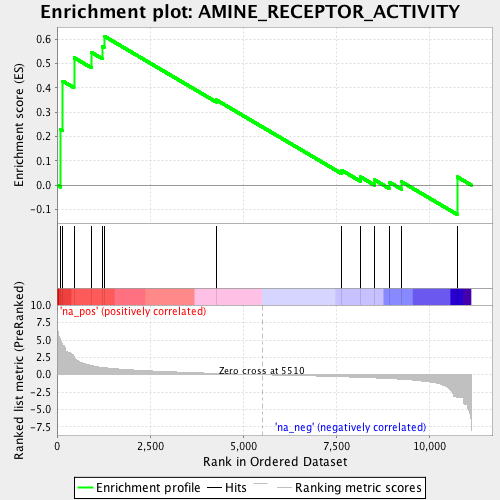 Enrichment plot: AMINE_RECEPTOR_ACTIVITY
Enrichment score (ES)
0.6
0.5
0.4
0.3
0.2
0.1
0.0
-0.1
'na_pos' (positively correlated)
Ranked list metric (PreRanked)
10.0
7.5
5.0
2.5
0.0
-2.5
-5.0
-7.5
Zero cross at 5510
'na_neg' (negatively correlated)
0
2,500
5,000
7,500
10,000
Rank in Ordered Dataset
Enrichment profile
Hits
Ranking metric scores